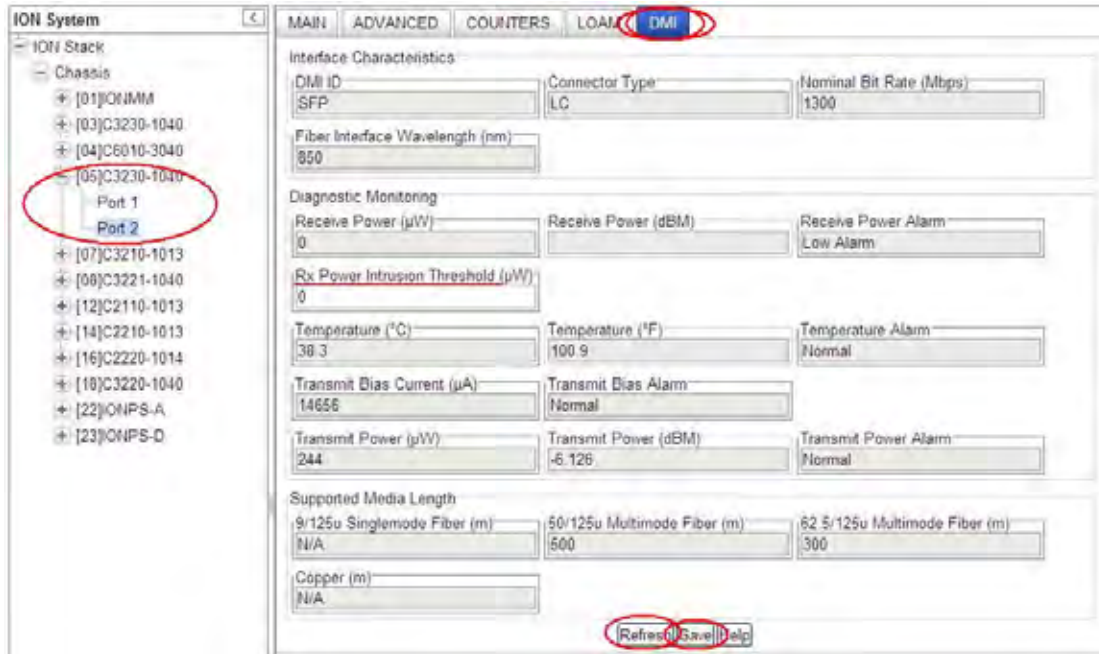 ION System
ION Stack
Chassis
[01]IONMM
[03]C3230-1040
[04]C6010-3040
[05]C3230-1040
Port 1
Port 2
[07]C3210-1013
[08]C3221-1040
[12]C2110-1013
[14]C2210-1013
[16]C2220-1014
[18]C3220-1040
[22]IONPS-A
[23]IONPS-D
MAIN ADVANCED COUNTERS LOAM DMI
Interface Characteristics
DMI ID Connector Type Nominal Bit Rate (Mbps)
SFP LC 1300
Fiber Interface Wavelength (nm)
850
Diagnostic Monitoring
Receive Power (µW) Receive Power (dBM) Receive Power Alarm
0 Low Alarm
Rx Power Intrusion Threshold (µW)
0
Temperature (°C) Temperature (°F) Temperature Alarm
38.3 100.9 Normal
Transmit Bias Current (µA) Transmit Bias Alarm
14656 Normal
Transmit Power (µW) Transmit Power (dBM) Transmit Power Alarm
244 -6.126 Normal
Supported Media Length
9/125u Singlemode Fiber (m) 50/125u Multimode Fiber (m) 62.5/125u Multimode Fiber (m)
N/A 500 300
Copper (m)
N/A
Refresh Save Help